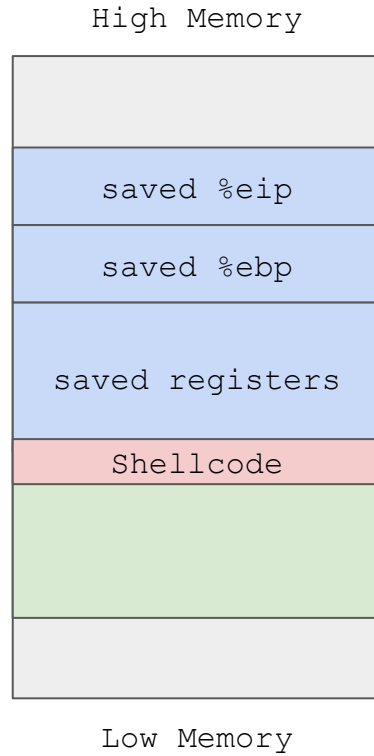 High Memory
saved %eip
saved %ebp
saved registers
Shellcode
Low Memory